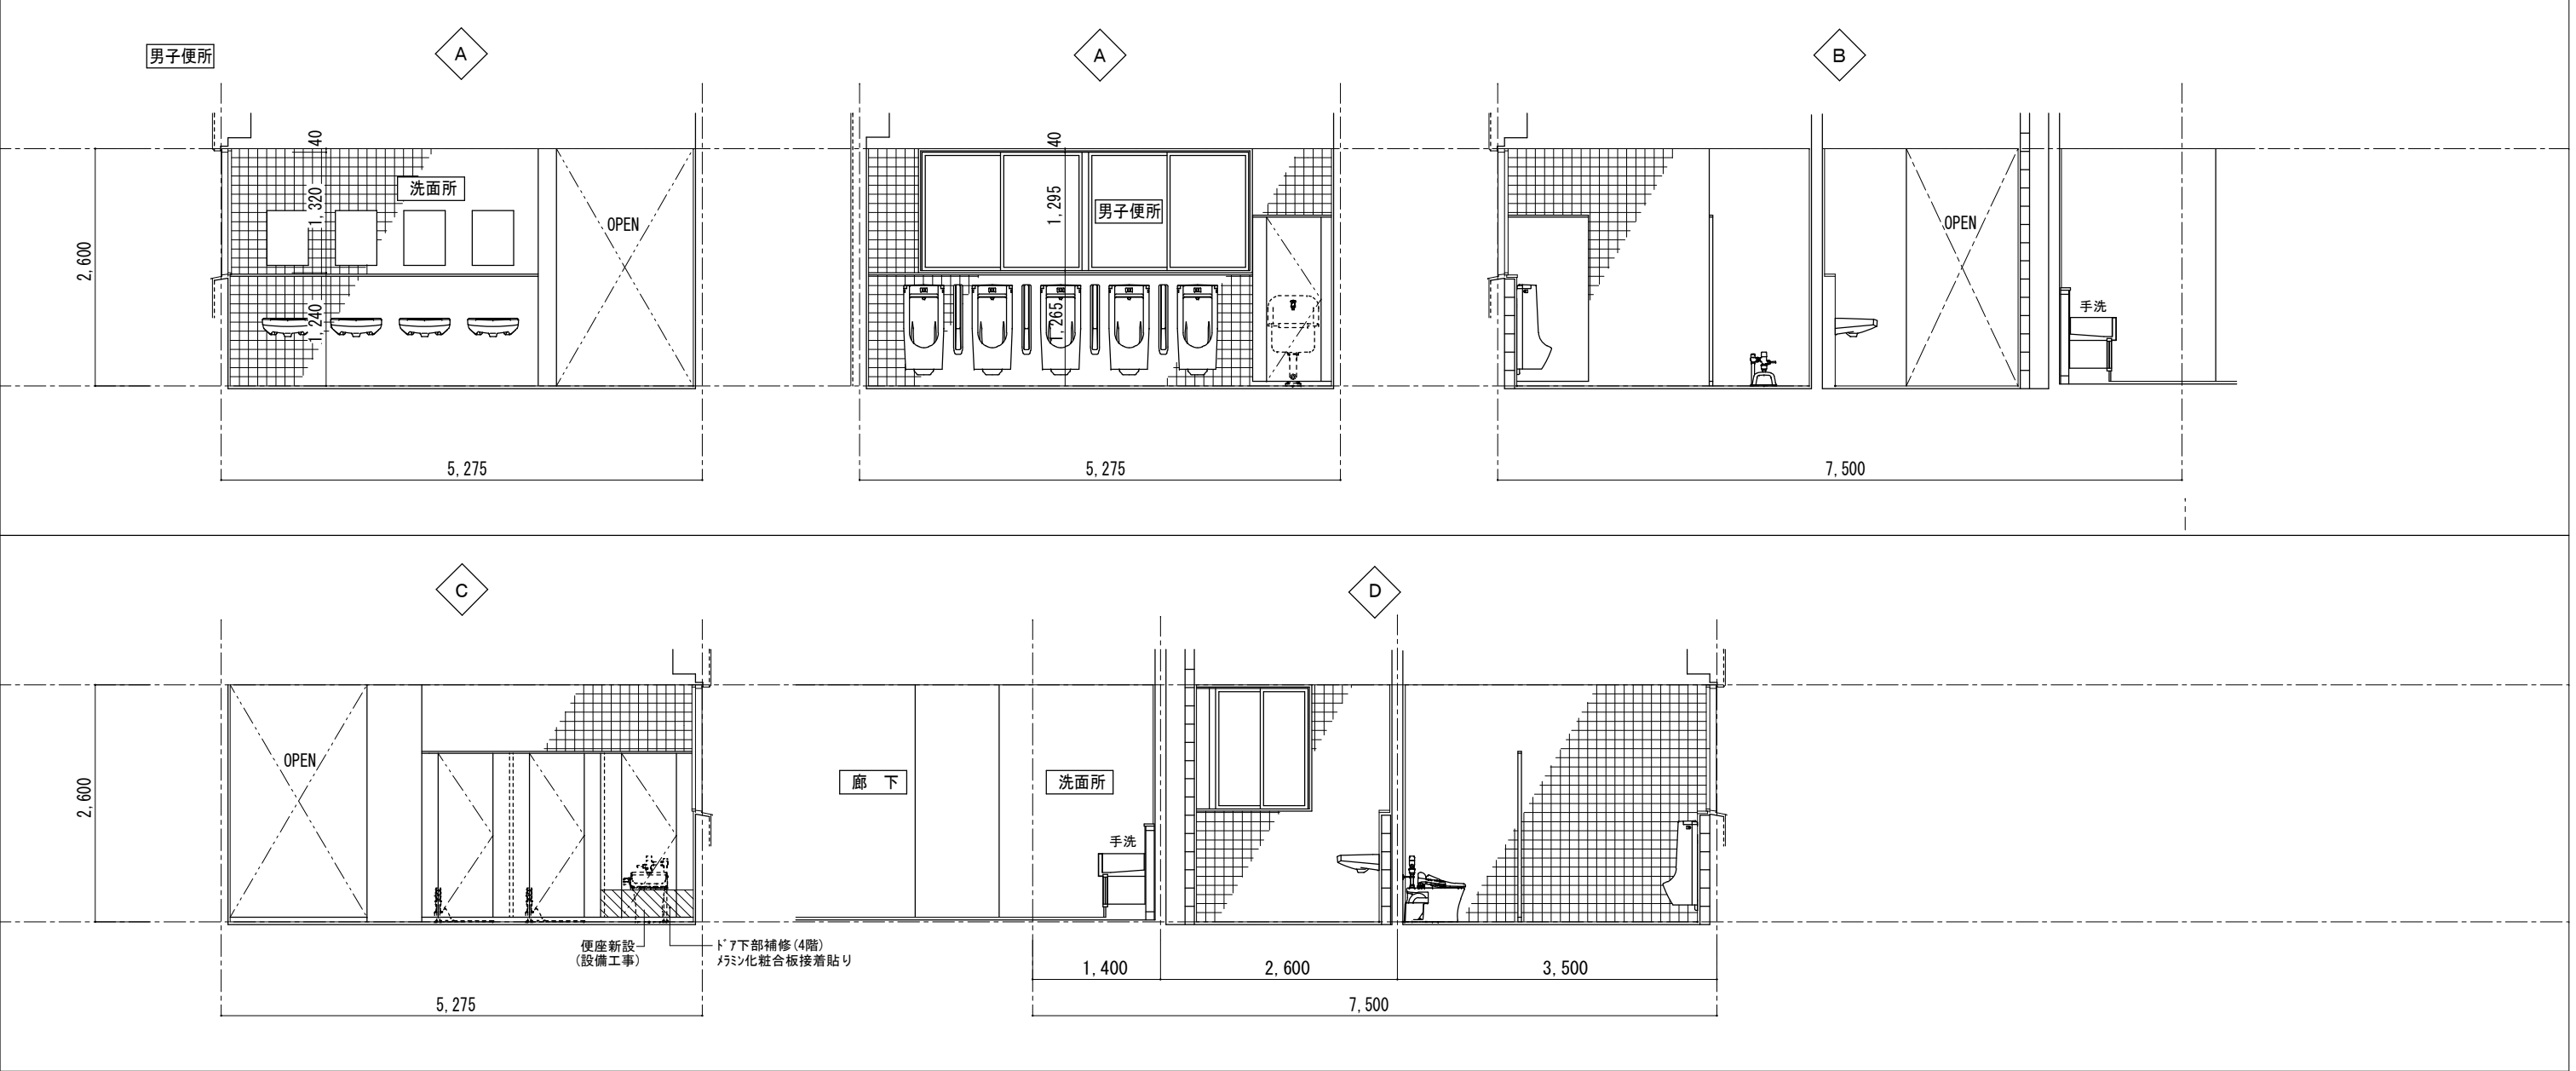 男子便所
A
A
B
40
40
洗面所
1,320
OPEN
1,295
男子便所
OPEN
2,600
1,240
1,265
手洗
5,275
5,275
7,500
C
D
OPEN
廊 下
洗面所
2,600
手洗
便座新設
(設備工事)
ドア下部補修(4階)
メラミン化粧合板接着貼り
1,400
2,600
3,500
5,275
7,500